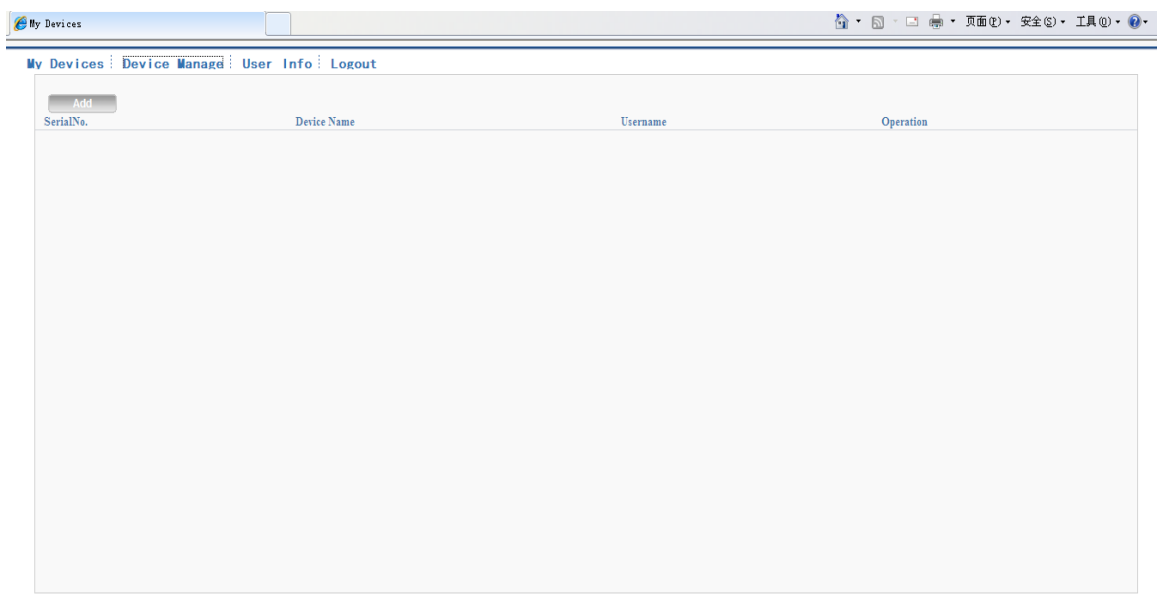 My Devices 页面(P) 安全(S) 工具(O)
My Devices Device Manage User Info Logout
Add
SerialNo. Device Name Username Operation